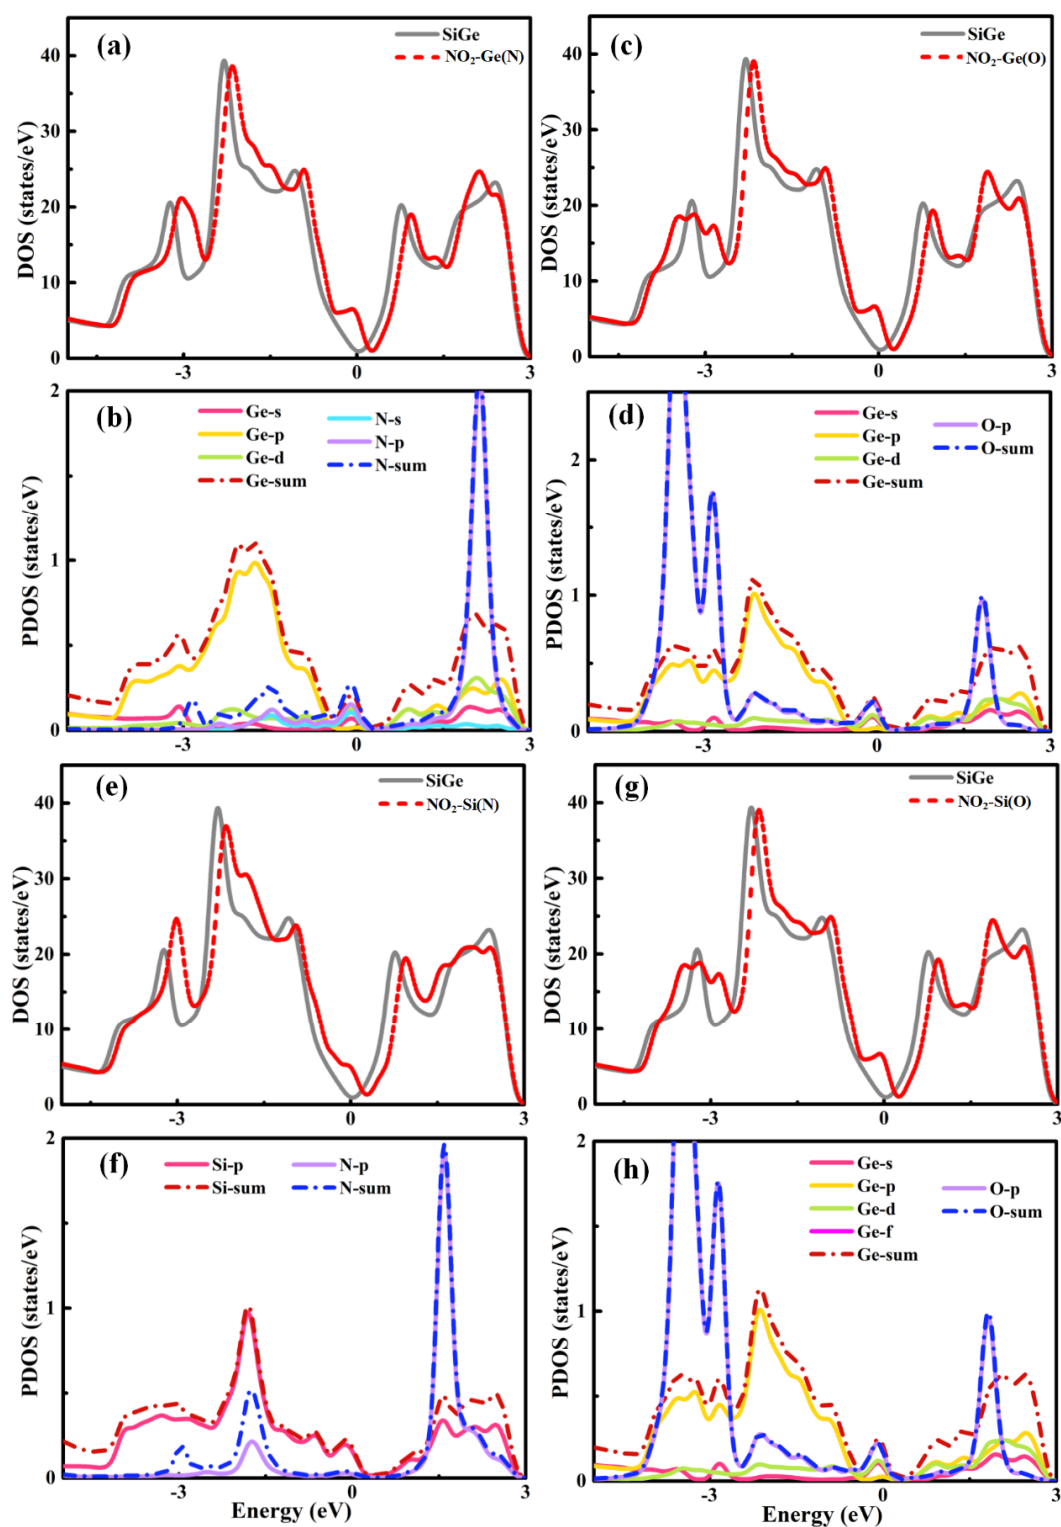 (a)
SiGe
NO₂-Ge(N)
DOS (states/eV)
40
30
20
10
0
-3
0
3
(c)
SiGe
NO₂-Ge(O)
DOS (states/eV)
40
30
20
10
0
-3
0
3
(b)
Ge-s
Ge-p
Ge-d
Ge-sum
N-s
N-p
N-sum
PDOS (states/eV)
2
1
0
-3
0
3
(d)
Ge-s
Ge-p
Ge-d
Ge-sum
O-p
O-sum
PDOS (states/eV)
2
1
0
-3
0
3
(e)
SiGe
NO₂-Si(N)
DOS (states/eV)
40
30
20
10
0
-3
0
3
(g)
SiGe
NO₂-Si(O)
DOS (states/eV)
40
30
20
10
0
-3
0
3
(f)
Si-p
Si-sum
N-p
N-sum
PDOS (states/eV)
2
1
0
-3
0
3
Energy (eV)
(h)
Ge-s
Ge-p
Ge-d
Ge-f
Ge-sum
O-p
O-sum
PDOS (states/eV)
2
1
0
-3
0
3
Energy (eV)